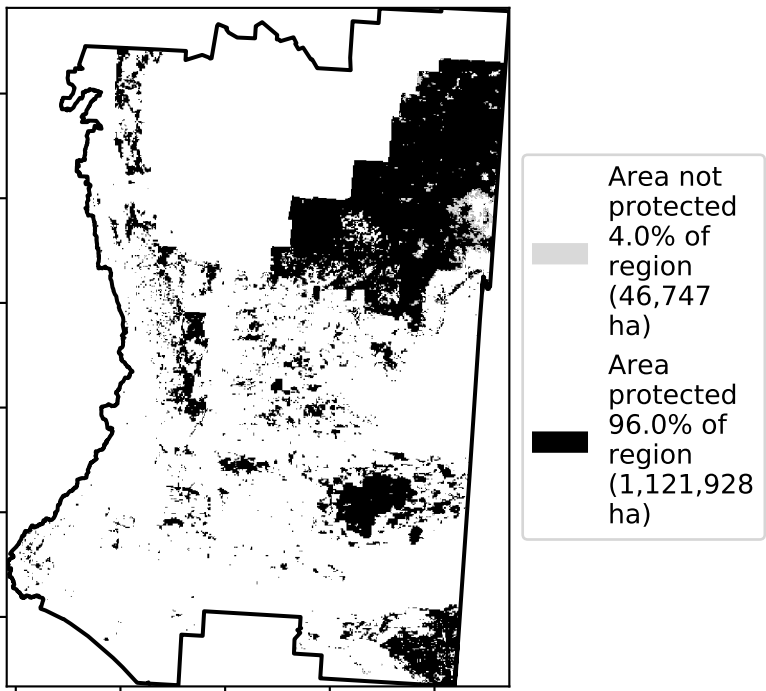 Area not
protected
4.0% of
region
(46,747
ha)
Area
protected
96.0% of
region
(1,121,928
ha)